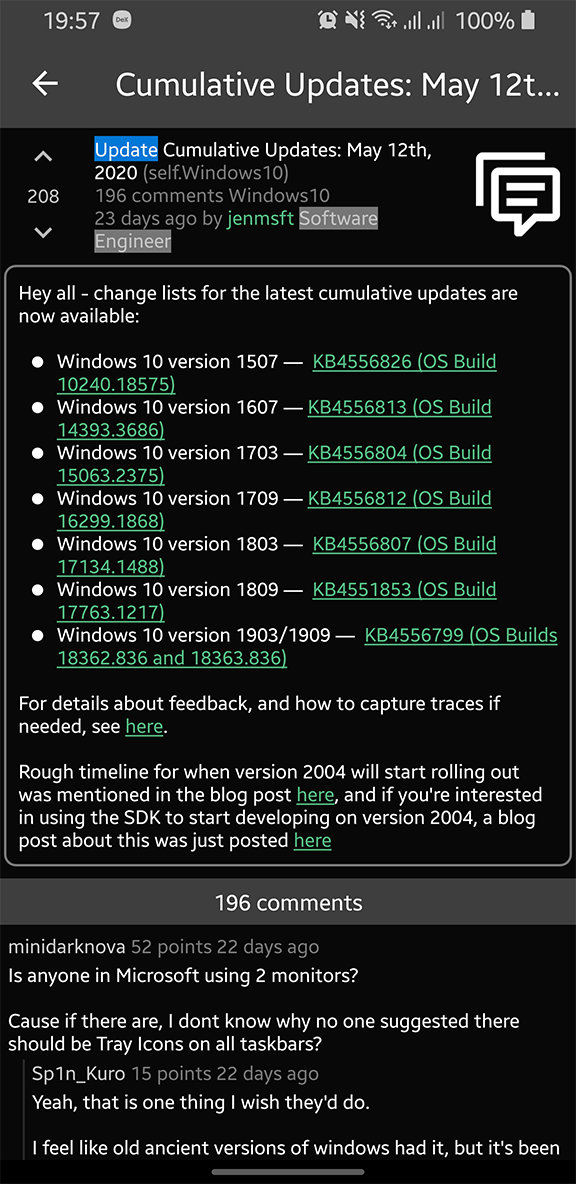 19:57 DeX 100%
Cumulative Updates: May 12t...
Update Cumulative Updates: May 12th,
2020 (self.Windows10)
208
196 comments Windows10
23 days ago by jenmsft Software
Engineer
Hey all - change lists for the latest cumulative updates are
now available:
Windows 10 version 1507 — KB4556826 (OS Build
10240.18575)
Windows 10 version 1607 — KB4556813 (OS Build
14393.3686)
Windows 10 version 1703 — KB4556804 (OS Build
15063.2375)
Windows 10 version 1709 — KB4556812 (OS Build
16299.1868)
Windows 10 version 1803 — KB4556807 (OS Build
17134.1488)
Windows 10 version 1809 — KB4551853 (OS Build
17763.1217)
Windows 10 version 1903/1909 — KB4556799 (OS Builds
18362.836 and 18363.836)
For details about feedback, and how to capture traces if
needed, see here.
Rough timeline for when version 2004 will start rolling out
was mentioned in the blog post here, and if you're interested
in using the SDK to start developing on version 2004, a blog
post about this was just posted here
196 comments
minidarknova 52 points 22 days ago
Is anyone in Microsoft using 2 monitors?
Cause if there are, I dont know why no one suggested there
should be Tray Icons on all taskbars?
Sp1n_Kuro 15 points 22 days ago
Yeah, that is one thing I wish they'd do.
I feel like old ancient versions of windows had it, but it's been